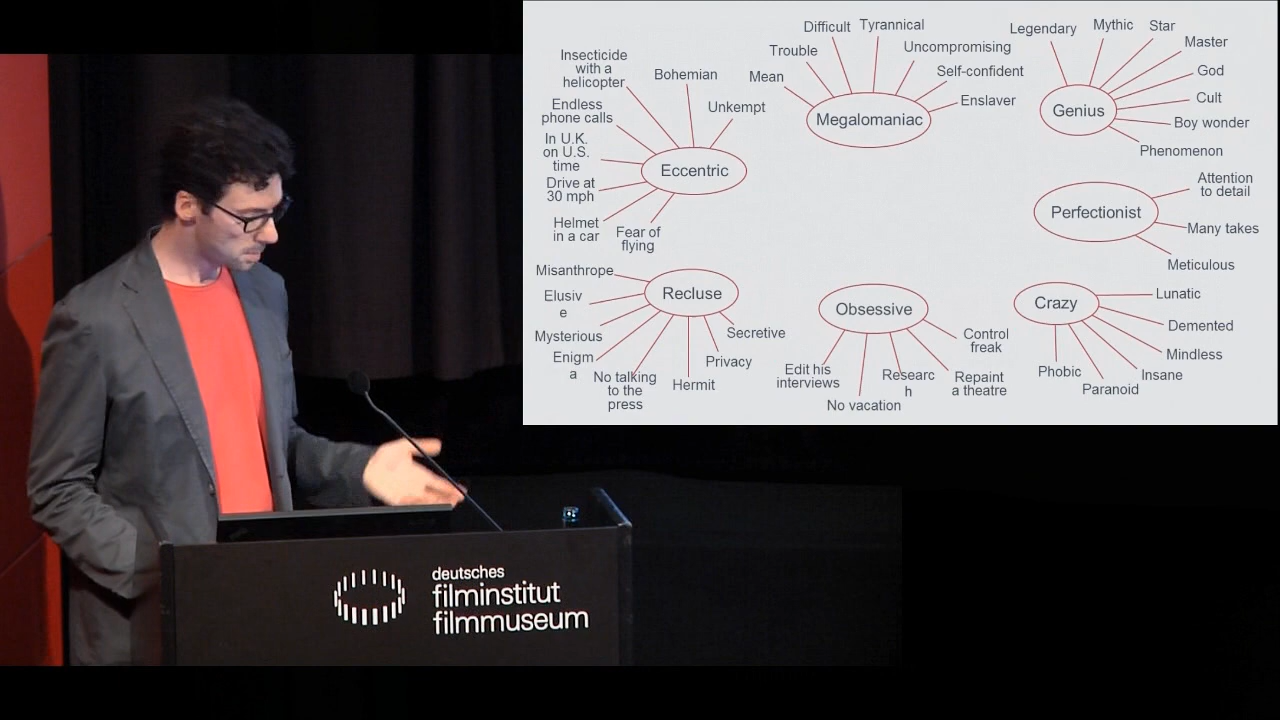 Insecticide
with a
helicopter
Bohemian
Unkempt
Endless
phone calls
In U.K.
on U.S.
time
Drive at
30 mph
Helmet
in a car
Fear of
flying
Eccentric
Difficult
Tyrannical
Trouble
Uncompromising
Mean
Self-confident
Enslaver
Megalomaniac
Legendary
Mythic
Star
Master
God
Cult
Boy wonder
Phenomenon
Genius
Attention
to detail
Perfectionist
Many takes
Meticulous
Misanthrope
Recluse
Elusiv
e
Mysterious
Enigm
a
No talking
to the
press
Hermit
Privacy
Secretive
Obsessive
Control
freak
Edit his
interviews
No vacation
Researc
h
Repaint
a theatre
Crazy
Lunatic
Demented
Mindless
Insane
Paranoid
Phobic
deutsches
filminstitut
filmmuseum